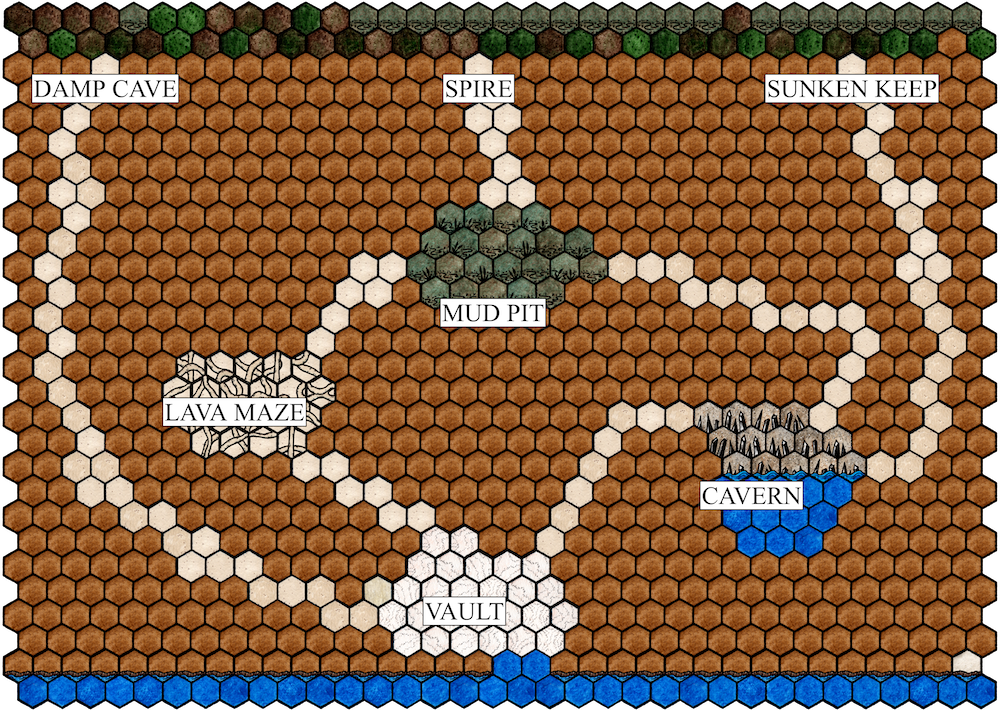 DAMP CAVE
SPIRE
SUNKEN KEEP
MUD PIT
LAVA MAZE
CAVERN
VAULT